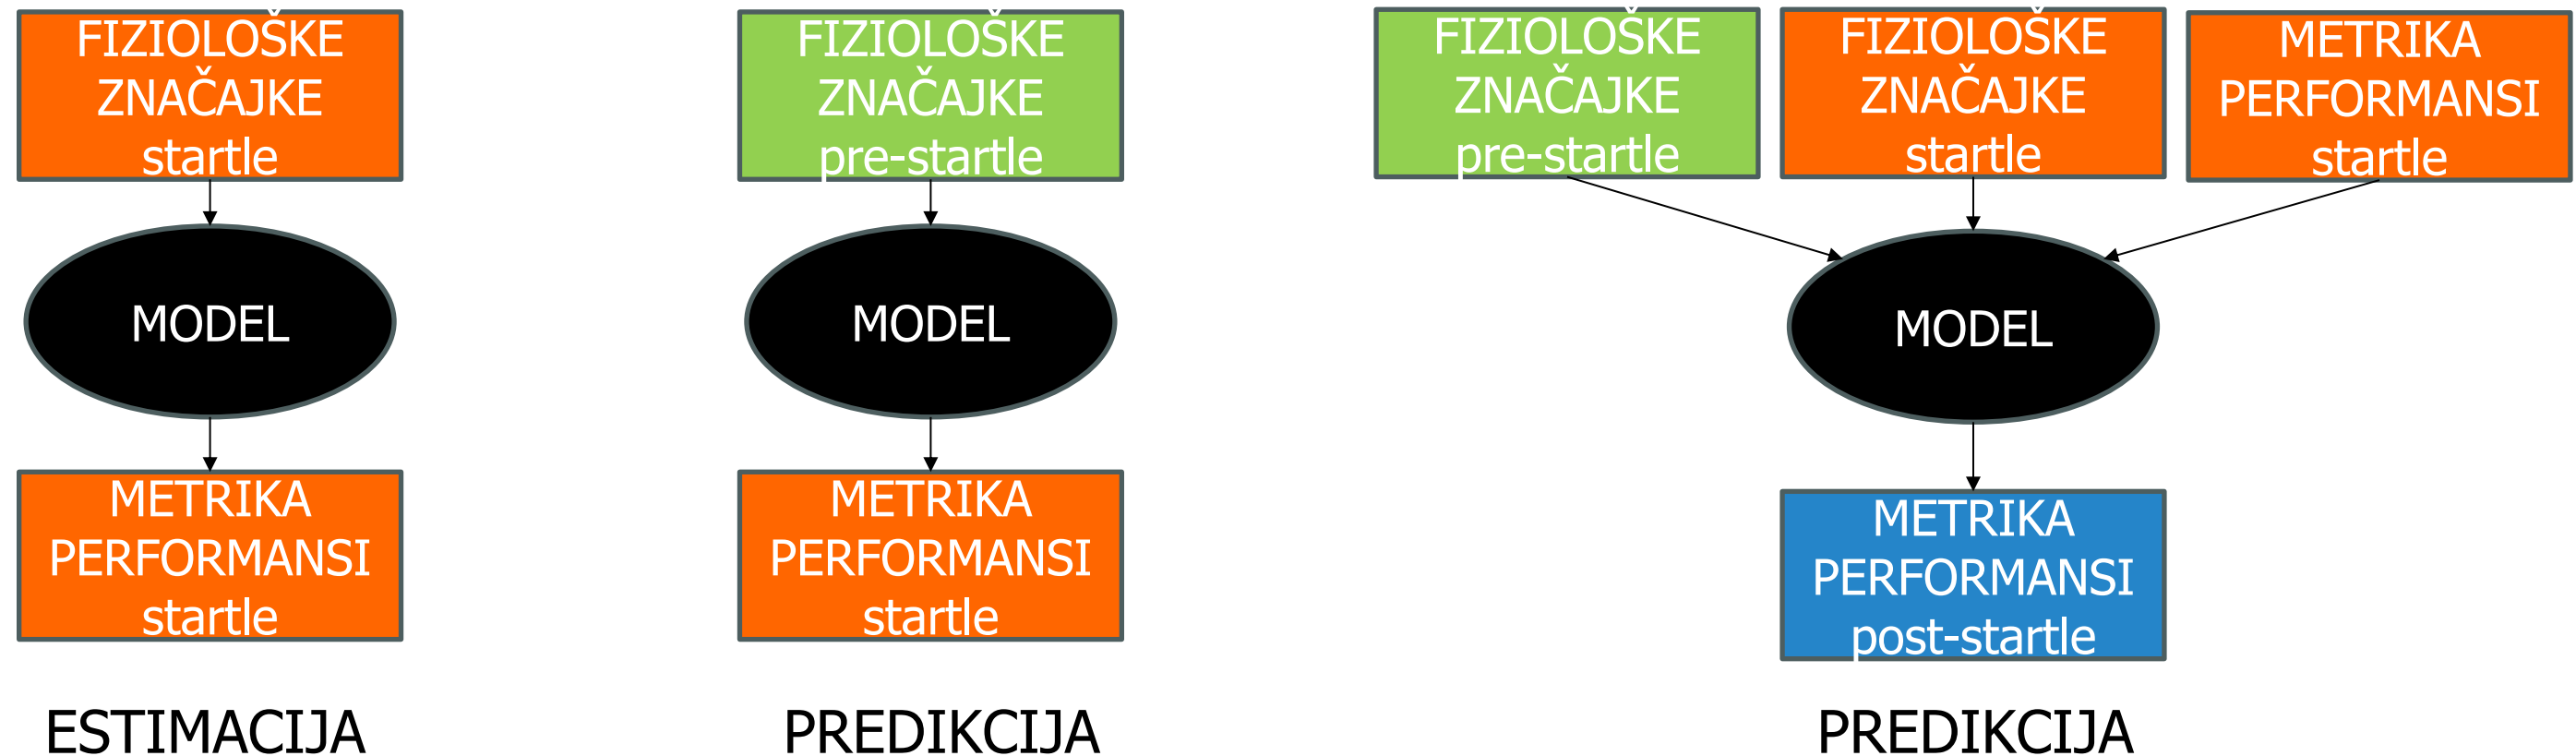 FIZIOLOŠKE
ZNAČAJKE
startle
MODEL
METRIKA
PERFORMANSI
startle
ESTIMACIJA
FIZIOLOŠKE
ZNAČAJKE
pre-startle
MODEL
METRIKA
PERFORMANSI
startle
PREDIKCIJA
FIZIOLOŠKE
ZNAČAJKE
pre-startle
FIZIOLOŠKE
ZNAČAJKE
startle
METRIKA
PERFORMANSI
startle
MODEL
METRIKA
PERFORMANSI
post-startle
PREDIKCIJA